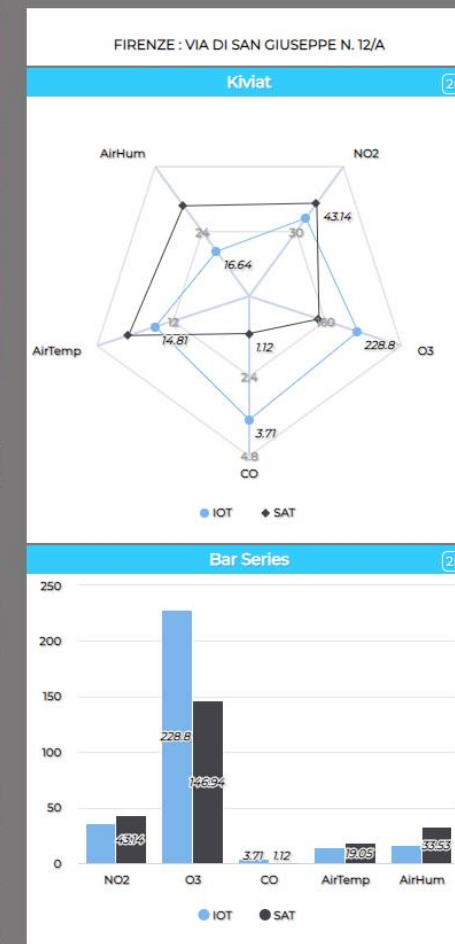 FIRENZE : VIA DI SAN GIUSEPPE N. 12/A
Kiviat
AirHum
NO2
43.14
24
30
16.64
12
160
AirTemp
14.81
1.12
228.8
O3
2.4
3.71
4.8
CO
IOT SAT
Bar Series
250
200
150
100
50
0
228.8
146.94
43.14
3.71 1.12
19.05
33.53
NO2 O3 CO AirTemp AirHum
IOT SAT